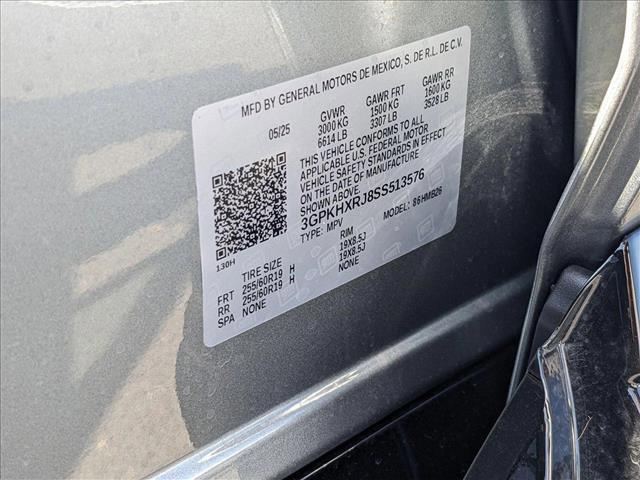 MFD BY GENERAL MOTORS DE MEXICO, S. DE R.L. DE C.V.
05/25 GVWR GAWR FRT GAWR RR
3000 KG 1500 KG 1600 KG
6614 LB 3307 LB 3528 LB
THIS VEHICLE CONFORMS TO ALL
APPLICABLE U.S. FEDERAL MOTOR
VEHICLE SAFETY STANDARDS IN EFFECT
ON THE DATE OF MANUFACTURE
SHOWN ABOVE.
3GPKHXRJ8SS513576
TYPE: MPV MODEL: 86HMB26
130H
TIRE SIZE RIM
FRT 255/60R19 H 19X8.5J
RR 255/60R19 H 19X8.5J
SPA NONE NONE